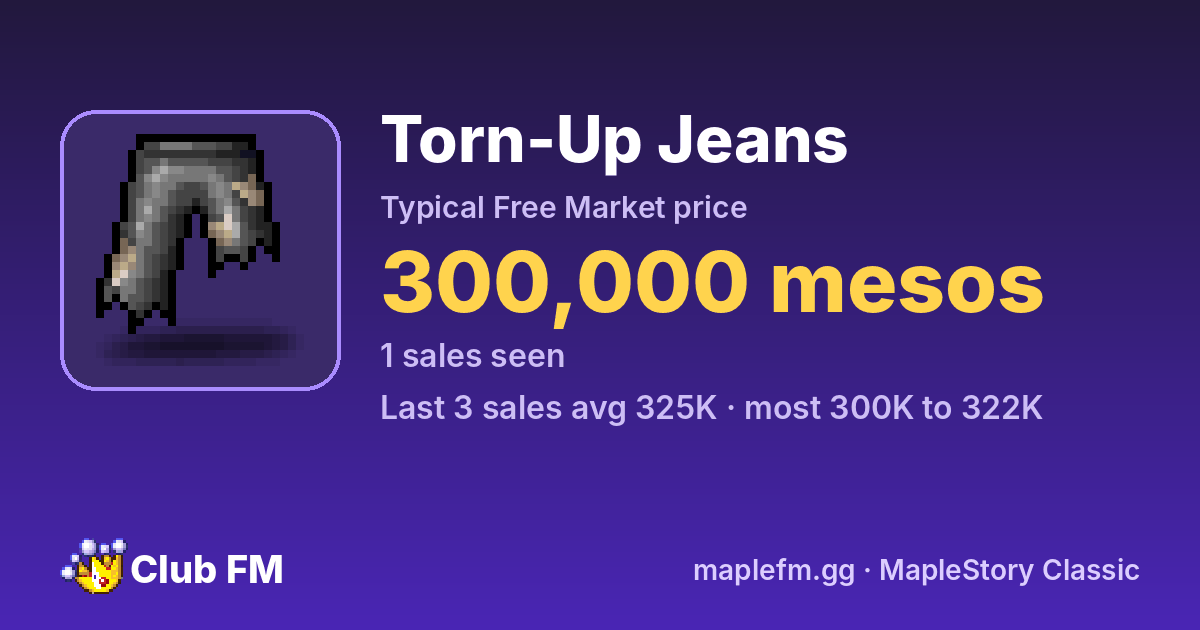 Torn-Up Jeans
Typical Free Market price
300,000 mesos
1 sales seen
Last 3 sales avg 325K · most 300K to 322K
Club FM
maplefm.gg · MapleStory Classic